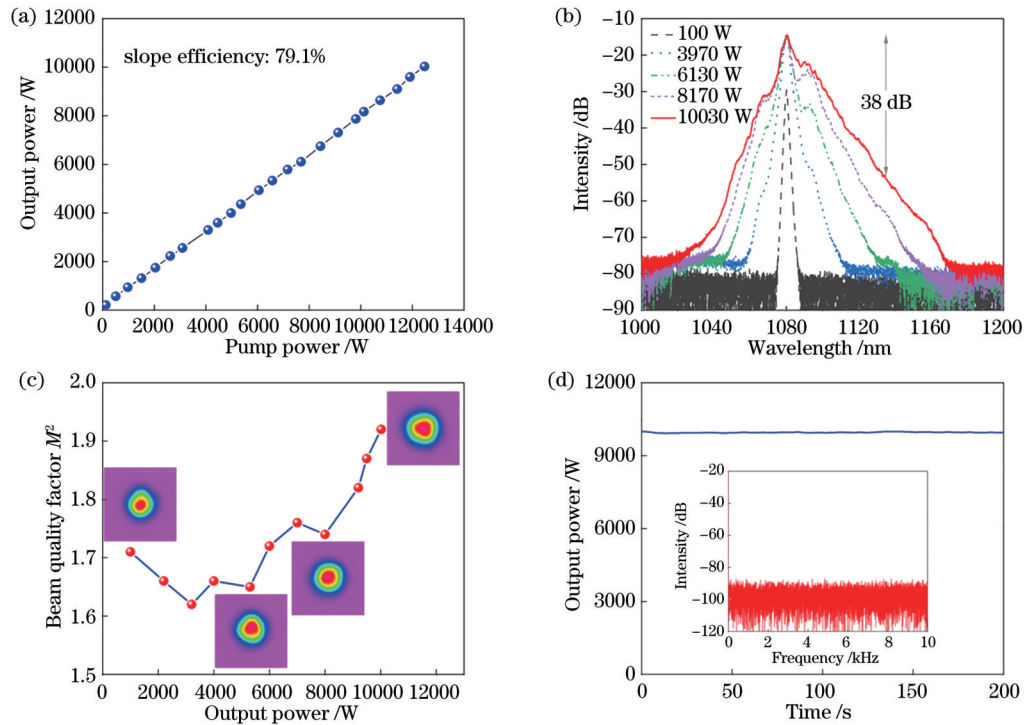 (a)
12000
10000
8000
6000
4000
2000
0
Output power /W
slope efficiency: 79.1%
0 2000 4000 6000 8000 10000 12000 14000
Pump power /W
(b)
-10
-20
-30
-40
-50
-60
-70
-80
-90
Intensity /dB
100 W
3970 W
6130 W
8170 W
10030 W
38 dB
1000 1040 1080 1120 1160 1200
Wavelength /nm
(c)
2.0
1.9
1.8
1.7
1.6
1.5
Beam quality factor M²
0 2000 4000 6000 8000 10000 12000
Output power/W
(d)
12000
9000
6000
3000
0
Output power /W
-20
-40
-60
-80
-100
-120
Intensity /dB
0 2 4 6 8 10
Frequency /kHz
0 50 100 150 200
Time /s